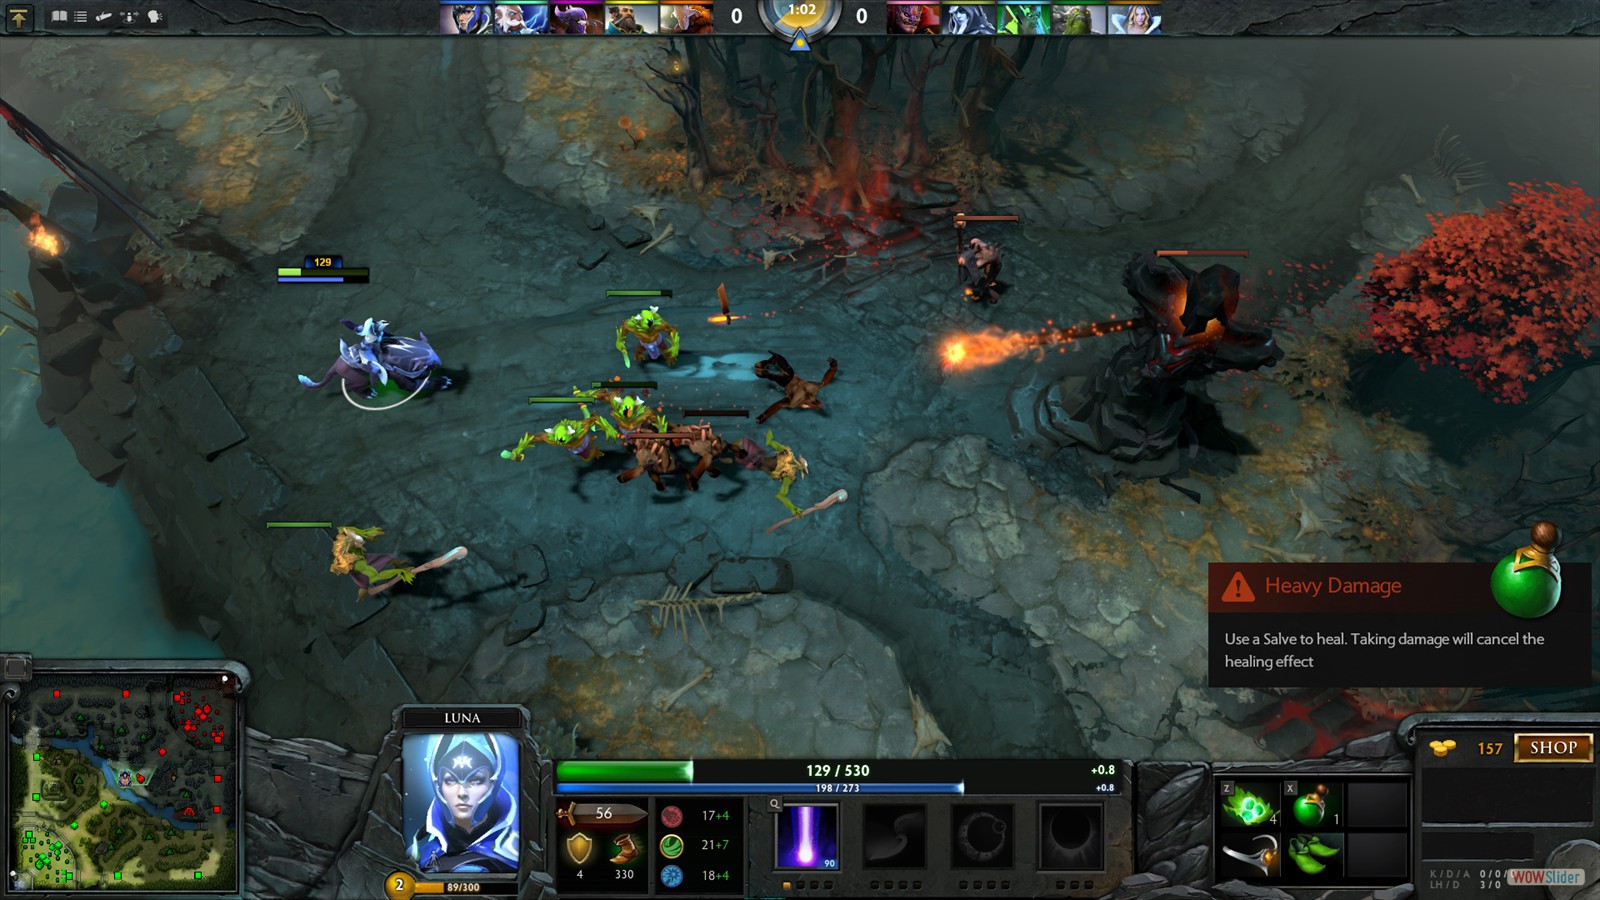 0
1:02
0
129
Heavy Damage
Use a Salve to heal. Taking damage will cancel the
healing effect
LUNA
129 / 530
+0.8
198 / 273
+0.8
56
4
330
17+4
21+7
18+4
90
2
89/300
Z
4
X
1
157
SHOP
K / D / A 0/0/
LH / D 3/0
WOWSlider